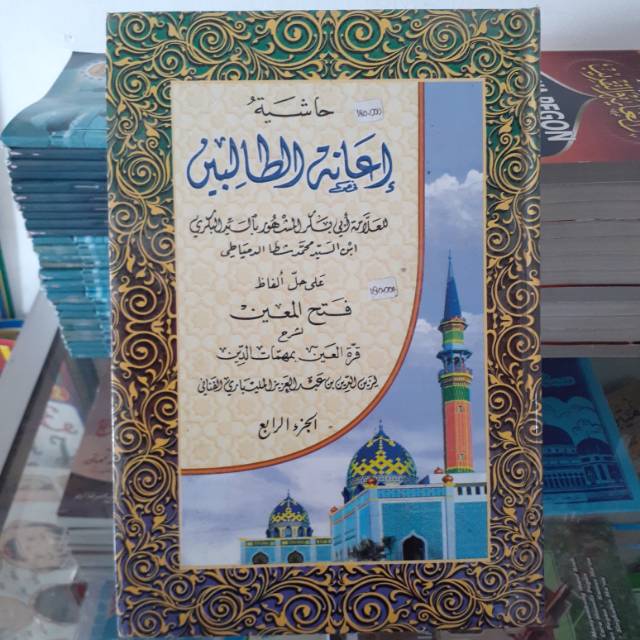 حاشية
إعانة الطالبين
للعلامة أبي بكر المشهور بالسيد البكري
ابن السيد محمد شطا الدمياطي
على حل ألفاظ
فتح المعين
لشرح
قرة العين بمهمات الدين
لزين الدين بن عبد العزيز المليباري الفناني
الجزء الرابع
PEGON